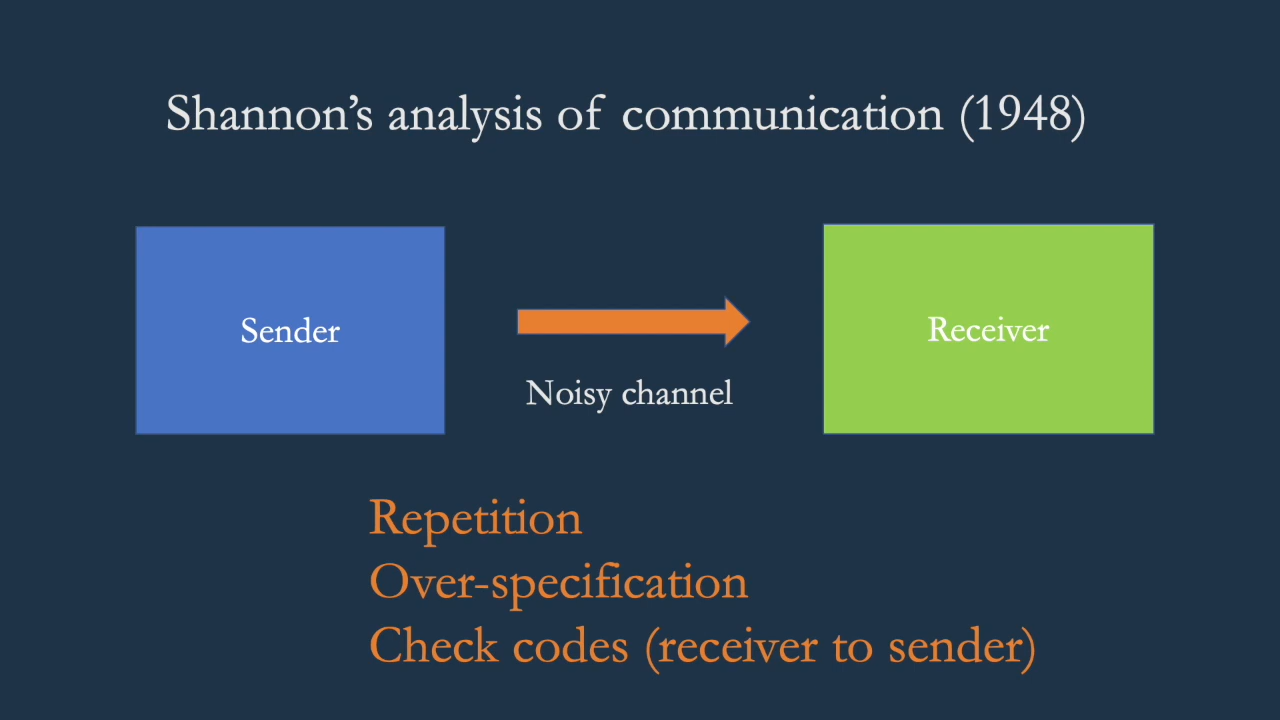 Shannon’s analysis of communication (1948)
Sender
Receiver
Noisy channel
Repetition
Over-specification
Check codes (receiver to sender)